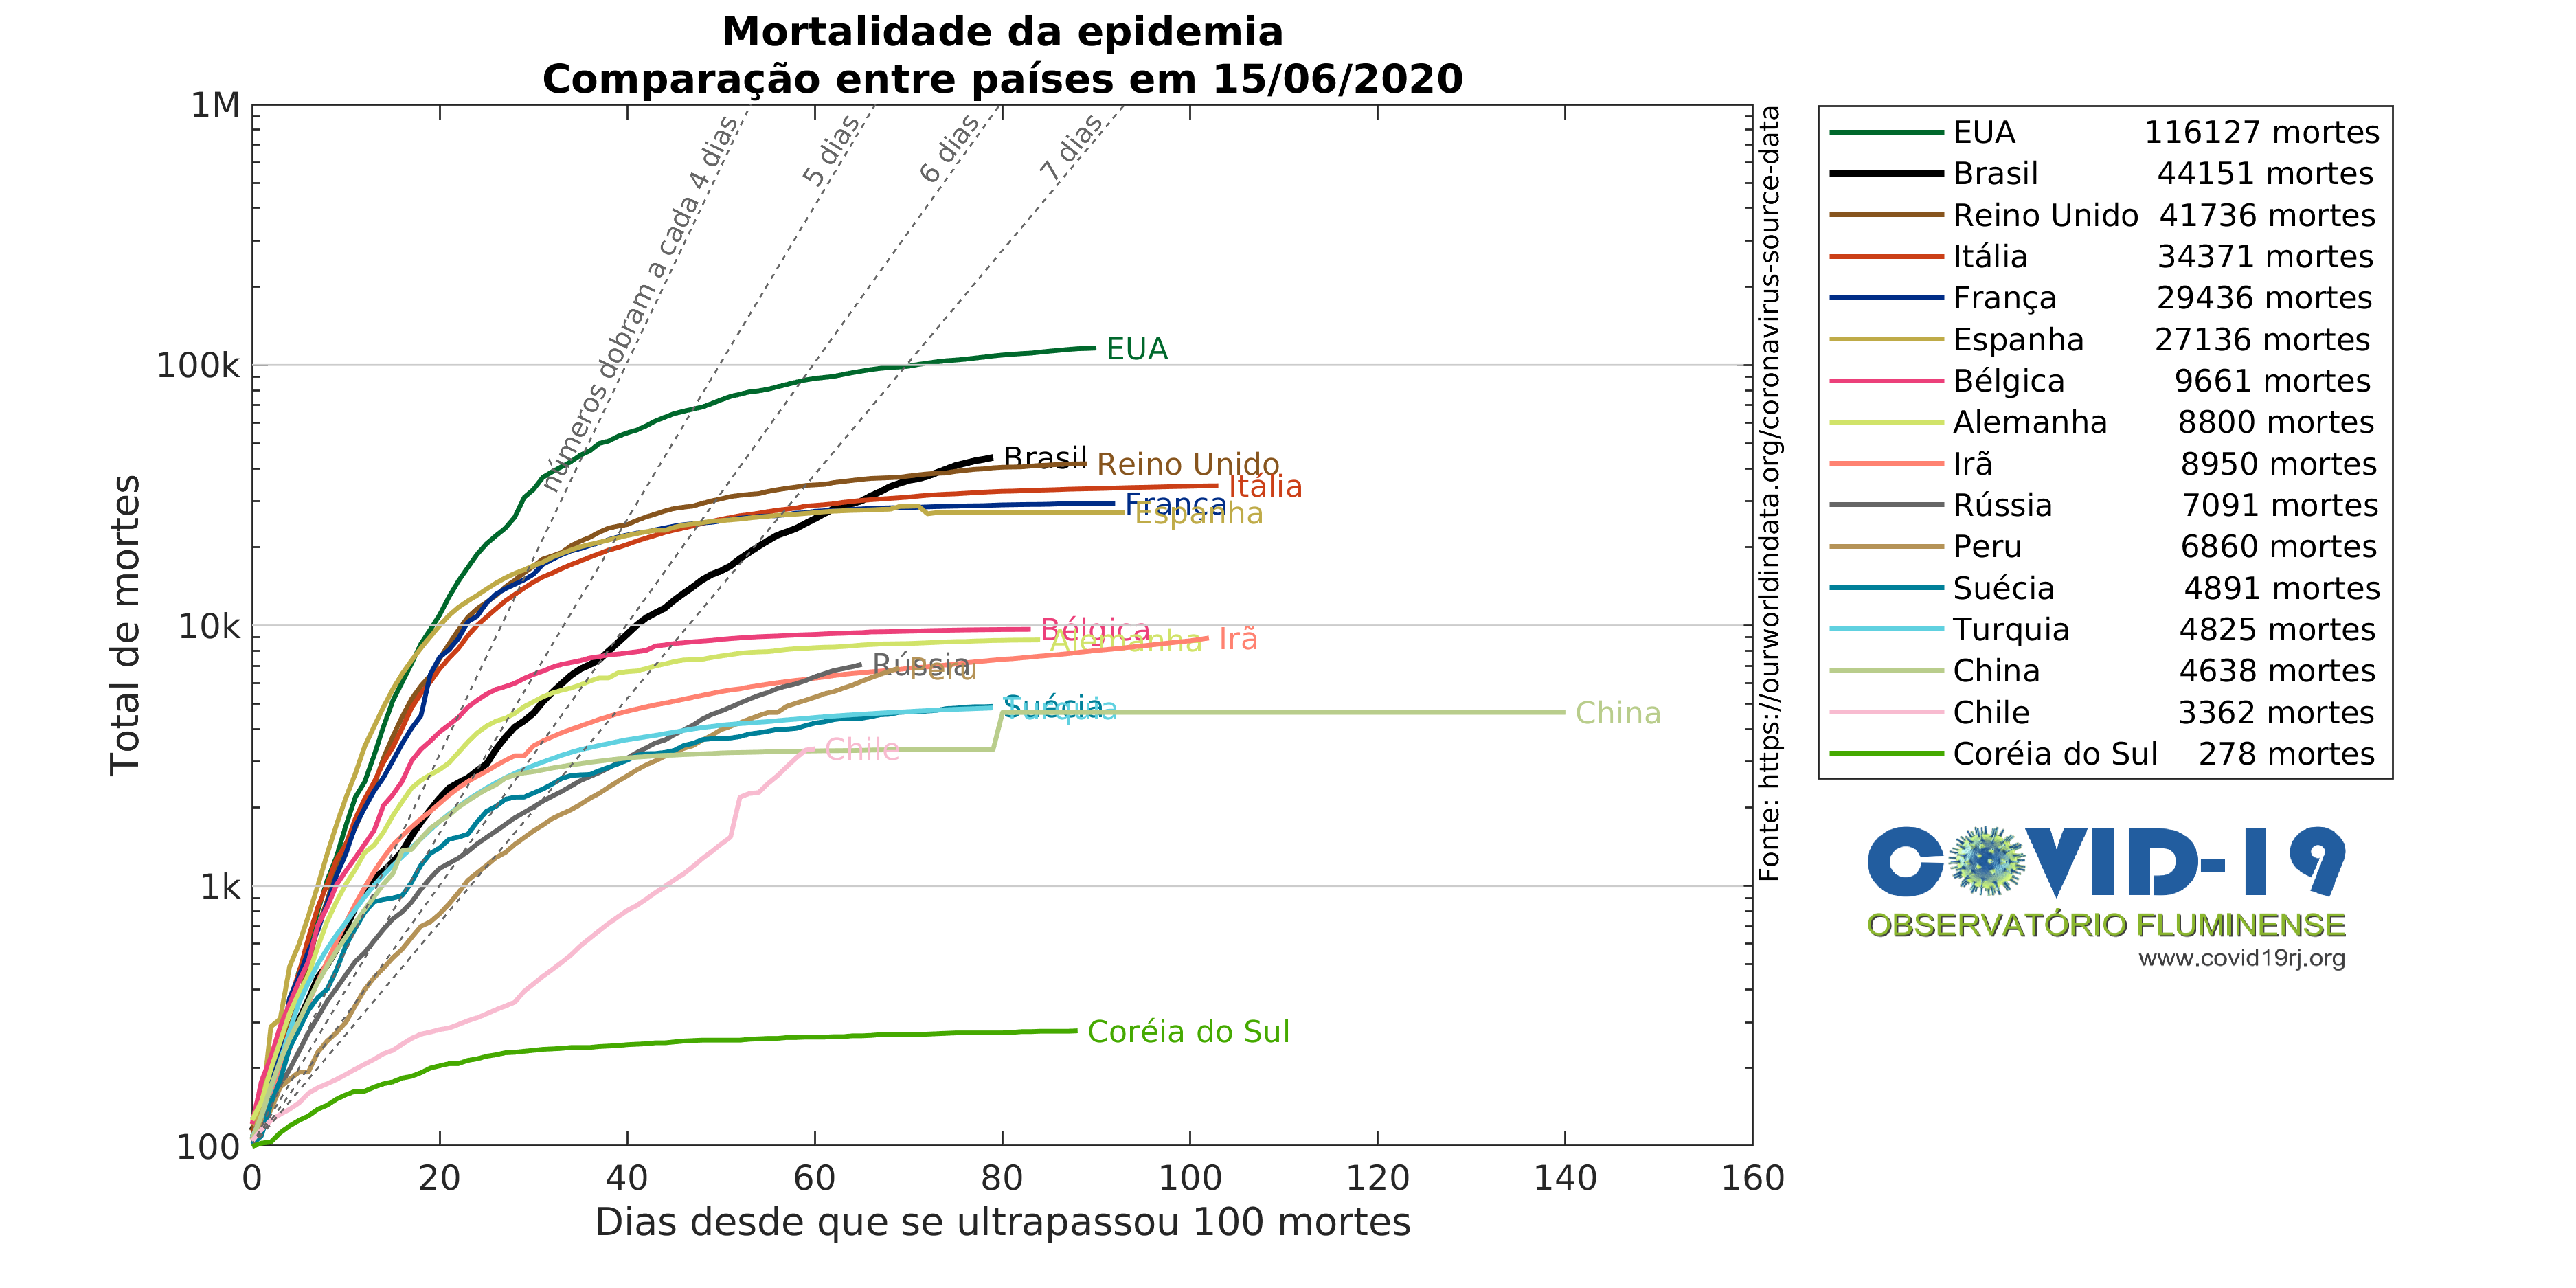 Mortalidade da epidemia
Comparação entre países em 15/06/2020
Total de mortes
1M
100k
10k
1k
100
números dobram a cada 4 dias
5 dias
6 dias
7 dias
EUA
Brasil
Reino Unido
Itália
França
Espanha
Bélgica
Alemanha
Irã
Rússia
Peru
Suécia
Turquia
China
Chile
Coréia do Sul
0 20 40 60 80 100 120 140 160
Dias desde que se ultrapassou 100 mortes
Fonte: https://ourworldindata.org/coronavirus-source-data
EUA 116127 mortes
Brasil 44151 mortes
Reino Unido 41736 mortes
Itália 34371 mortes
França 29436 mortes
Espanha 27136 mortes
Bélgica 9661 mortes
Alemanha 8800 mortes
Irã 8950 mortes
Rússia 7091 mortes
Peru 6860 mortes
Suécia 4891 mortes
Turquia 4825 mortes
China 4638 mortes
Chile 3362 mortes
Coréia do Sul 278 mortes
COVID-19
OBSERVATÓRIO FLUMINENSE
www.covid19rj.org